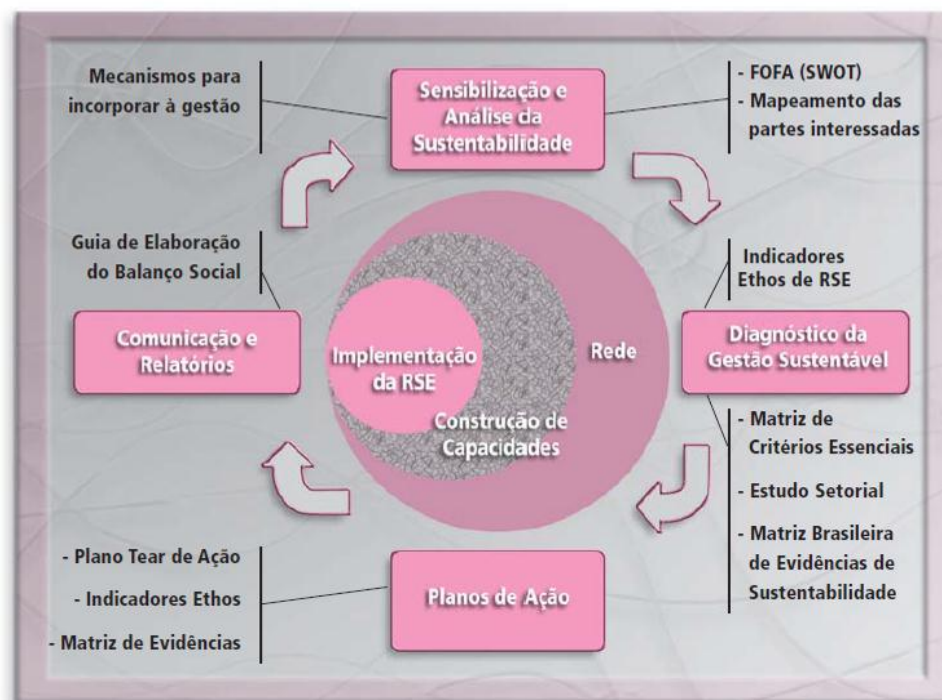 Mecanismos para
incorporar à gestão
Sensibilização e
Análise da
Sustentabilidade
- FOFA (SWOT)
- Mapeamento das
partes interessadas
Guia de Elaboração
do Balanço Social
Indicadores
Ethos de RSE
Comunicação e
Relatórios
Implementação
da RSE
Rede
Diagnóstico da
Gestão Sustentável
Construção de
Capacidades
- Matriz de
Critérios Essenciais
- Estudo Setorial
- Matriz Brasileira
de Evidências de
Sustentabilidade
- Plano Tear de Ação
- Indicadores Ethos
- Matriz de Evidências
Planos de Ação